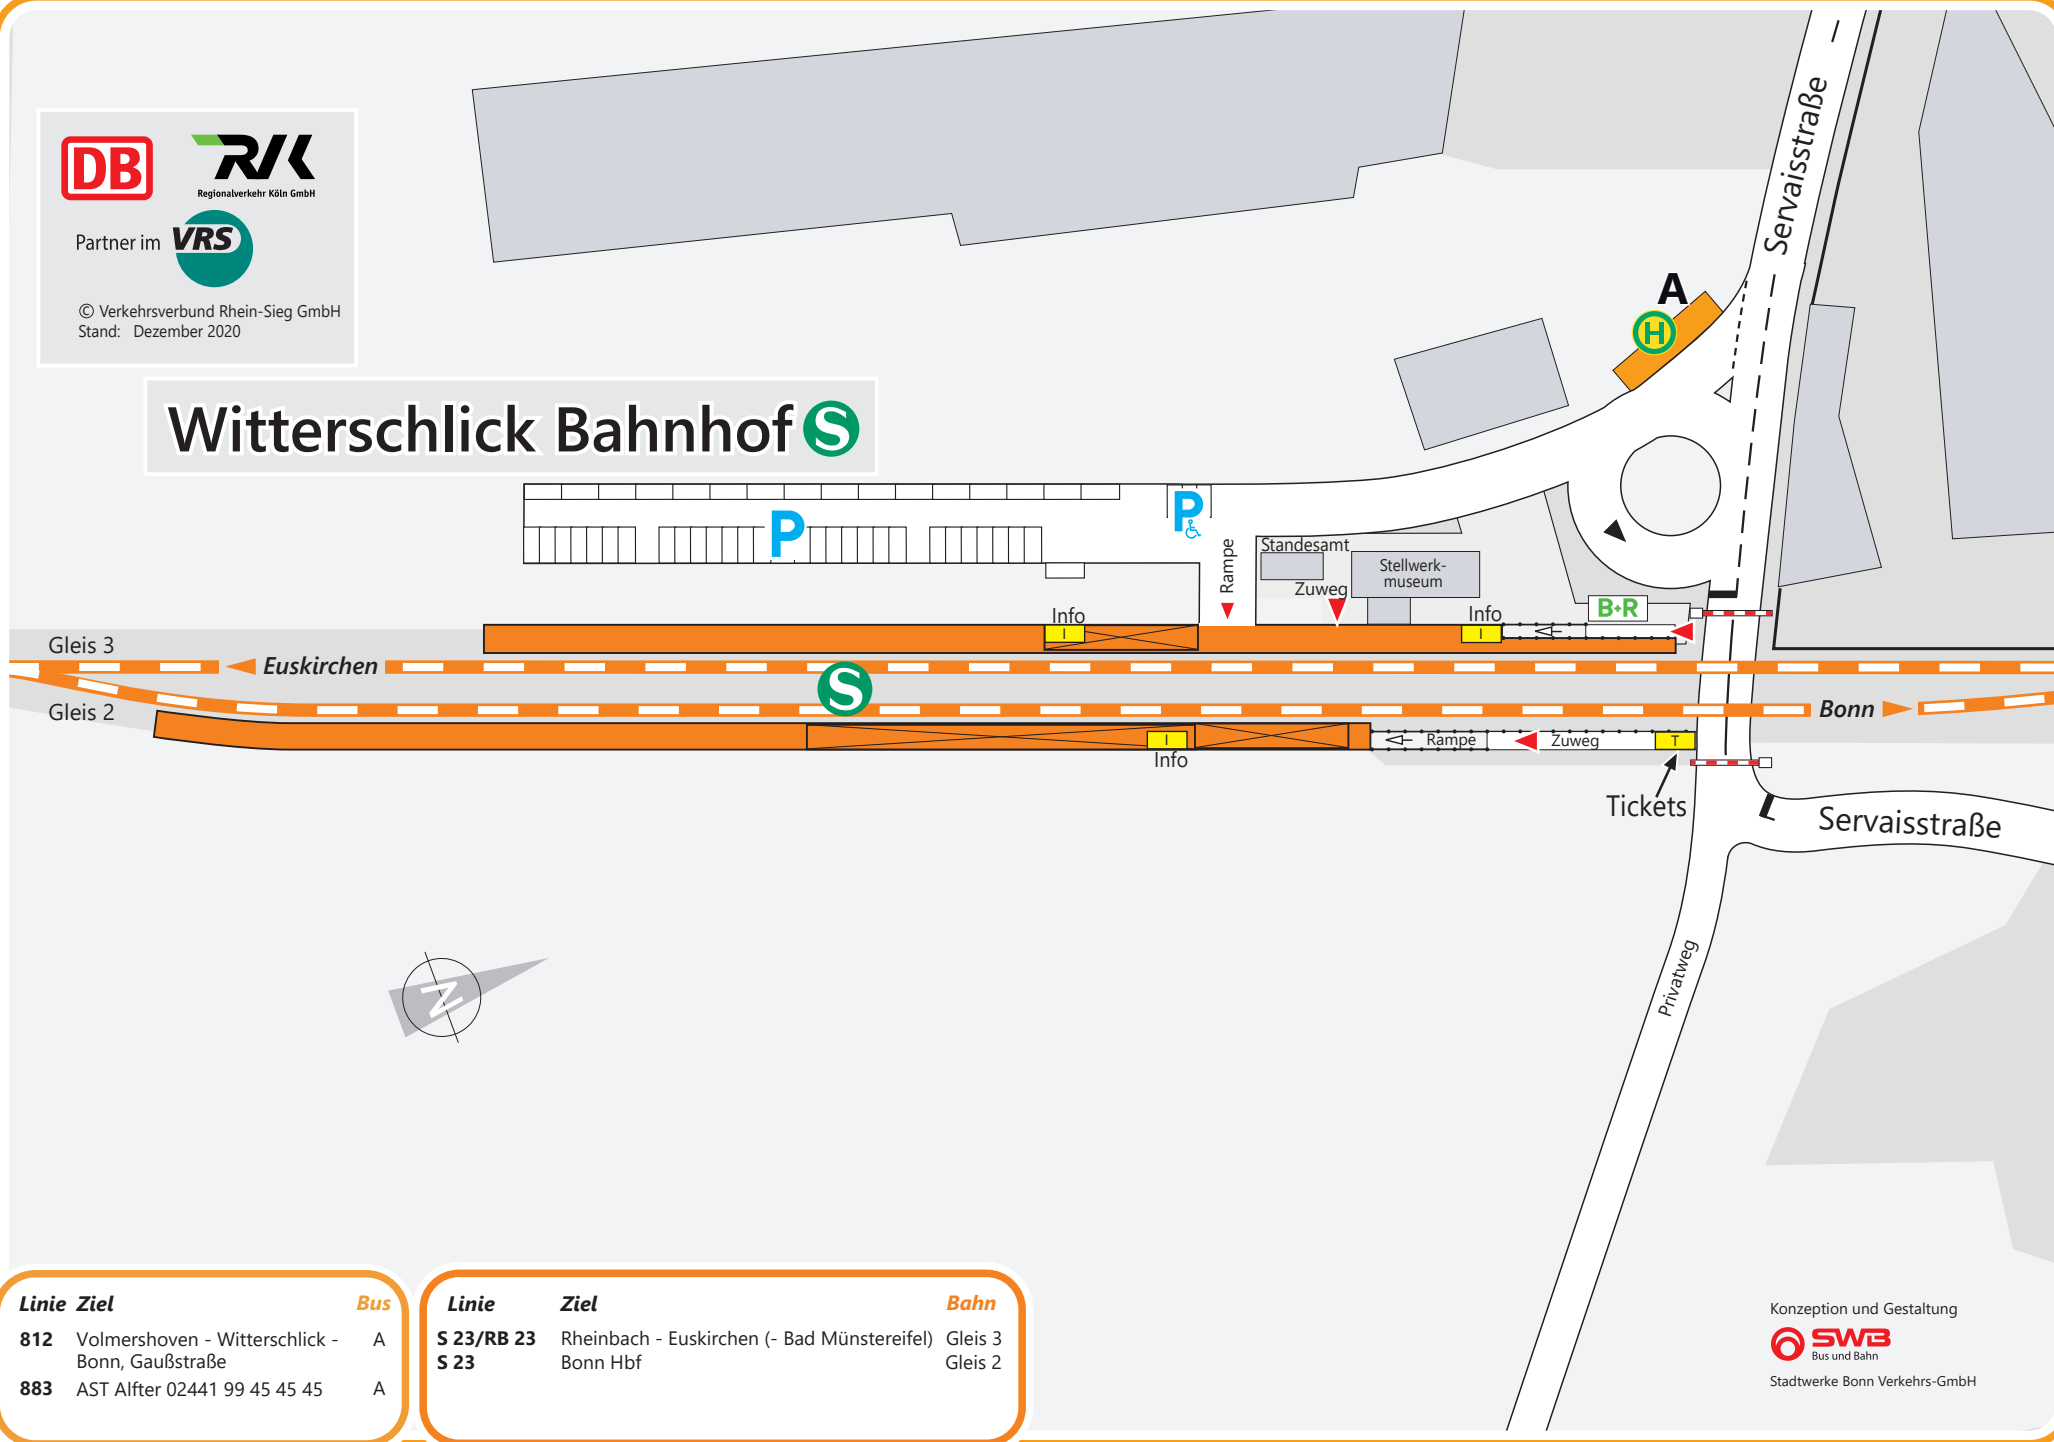 DB
RVK
Regionalverkehr Köln GmbH
Partner im VRS
© Verkehrsverbund Rhein-Sieg GmbH
Stand: Dezember 2020
Witterschlick Bahnhof S
Servaisstraße
A
H
P
P
Rampe
Standesamt
Zuweg
Stellwerk-
museum
Info
I
Info
I
B+R
Gleis 3
Euskirchen
S
Gleis 2
Bonn
I
Info
Rampe
Zuweg
T
Tickets
Servaisstraße
Privatweg
N
Linie Ziel Bus
812 Volmershoven - Witterschlick - A
Bonn, Gaußstraße
883 AST Alfter 02441 99 45 45 45 A
Linie Ziel Bahn
S 23/RB 23 Rheinbach - Euskirchen (- Bad Münstereifel) Gleis 3
S 23 Bonn Hbf Gleis 2
Konzeption und Gestaltung
SWB
Bus und Bahn
Stadtwerke Bonn Verkehrs-GmbH